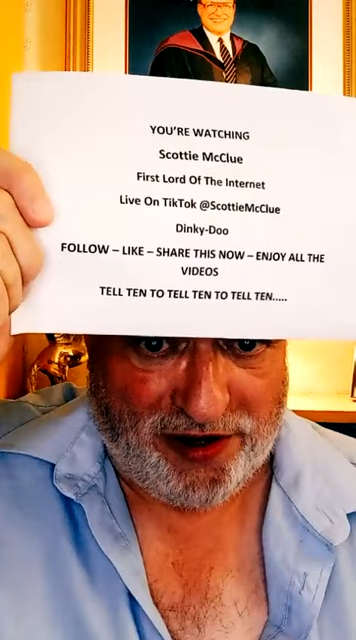 YOU'RE WATCHING
Scottie McClue
First Lord Of The Internet
Live On TikTok @ScottieMcClue
Dinky-Doo
FOLLOW – LIKE – SHARE THIS NOW – ENJOY ALL THE
VIDEOS
TELL TEN TO TELL TEN TO TELL TEN.....